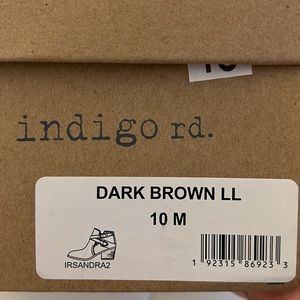 indigo rd.
DARK BROWN LL
10 M
IRSANDRA2
1 92315 86923 3